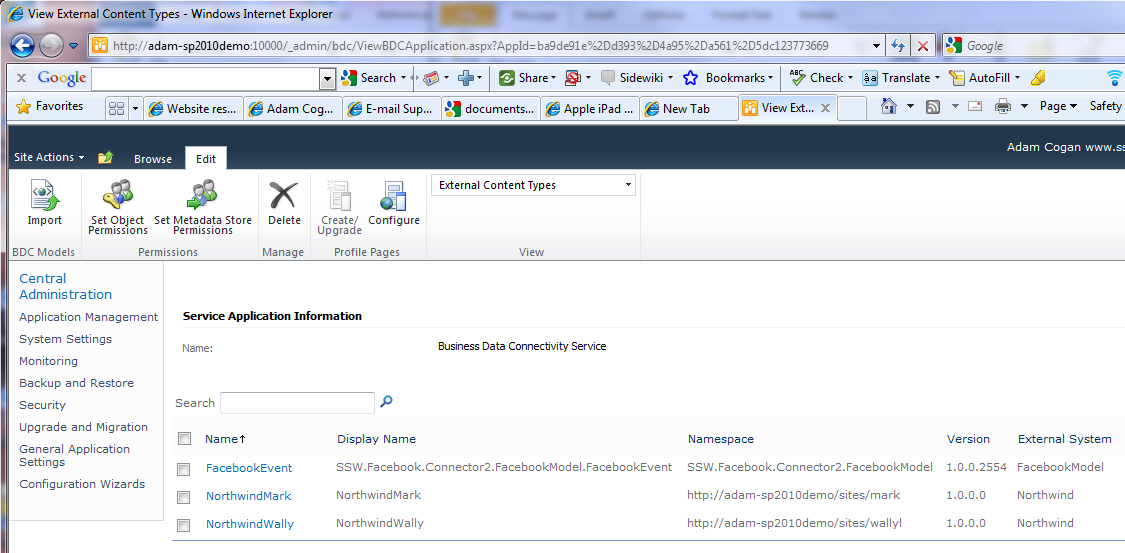 View External Content Types - Windows Internet Explorer
http://adam-sp2010demo:10000/_admin/bdc/ViewBDCApplication.aspx?AppId=ba9de91e%2Dd393%2D4a95%2Da561%2D5dc123773669
Google
Google Search Share Sidewiki Bookmarks Check Translate AutoFill
Favorites Website res... Adam Cog... E-mail Sup... documents... Apple iPad ... New Tab View Ext... Page Safety
Adam Cogan www.ss
Site Actions Browse Edit
External Content Types
Import
Set Object Permissions
Set Metadata Store Permissions
Delete
Create/ Upgrade
Configure
BDC Models Permissions Manage Profile Pages View
Central Administration
Application Management
System Settings
Monitoring
Backup and Restore
Security
Upgrade and Migration
General Application Settings
Configuration Wizards
Service Application Information
Name: Business Data Connectivity Service
Search
Name↑ Display Name Namespace Version External System
FacebookEvent SSW.Facebook.Connector2.FacebookModel.FacebookEvent SSW.Facebook.Connector2.FacebookModel 1.0.0.2554 FacebookModel
NorthwindMark NorthwindMark http://adam-sp2010demo/sites/mark 1.0.0.0 Northwind
NorthwindWally NorthwindWally http://adam-sp2010demo/sites/wallyl 1.0.0.0 Northwind